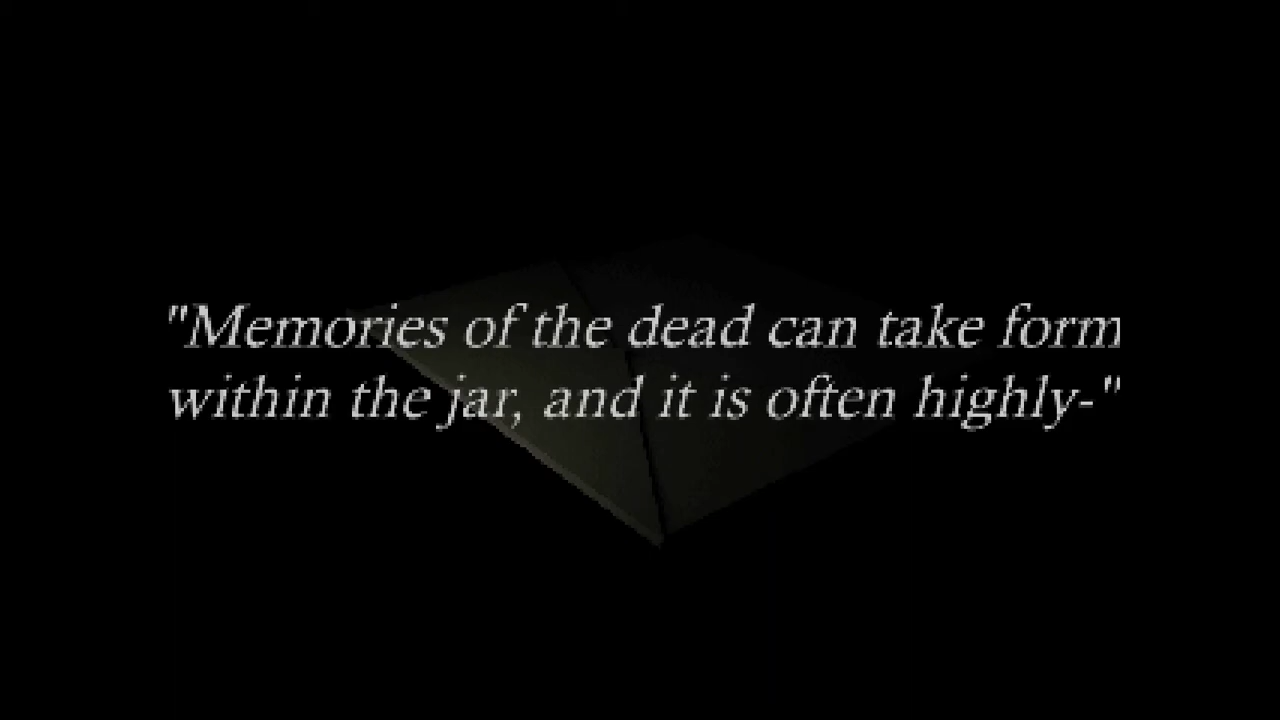 "Memories of the dead can take form
within the jar, and it is often highly-"